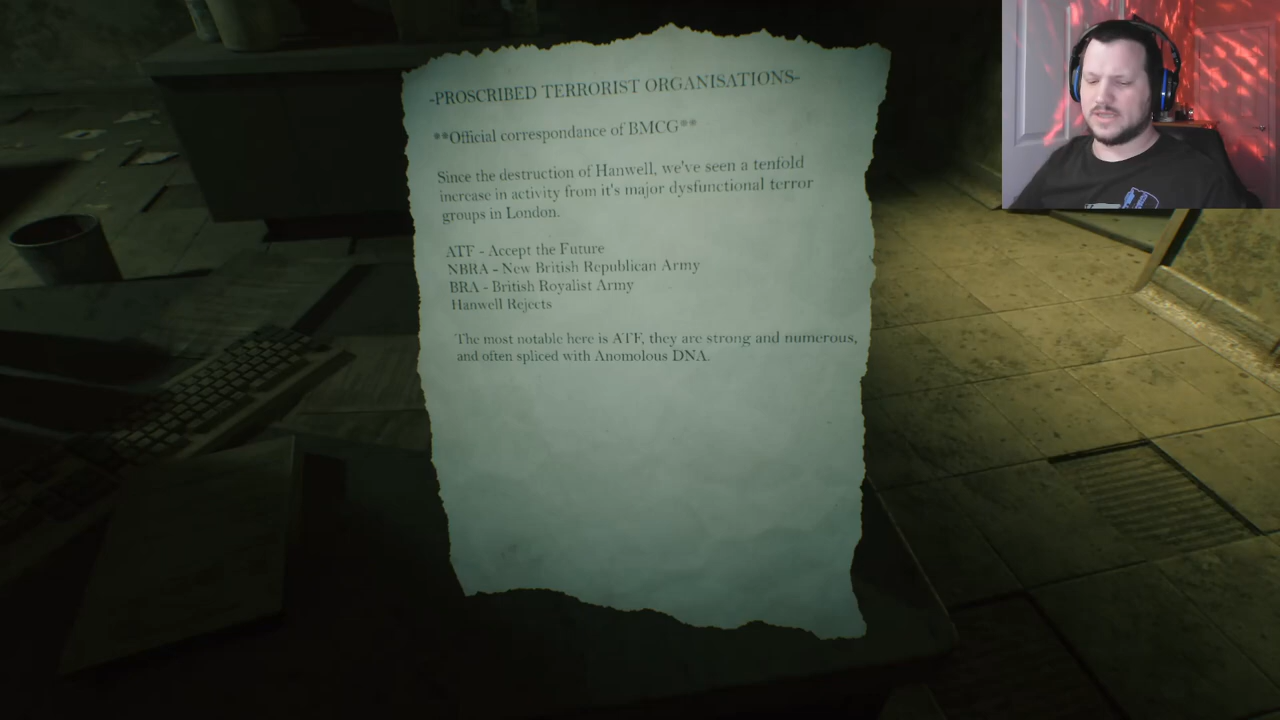 -PROSCRIBED TERRORIST ORGANISATIONS-
**Official correspondance of BMCG**
Since the destruction of Hanwell, we've seen a tenfold
increase in activity from it's major dysfunctional terror
groups in London.
ATF - Accept the Future
NBRA - New British Republican Army
BRA - British Royalist Army
Hanwell Rejects
The most notable here is ATF, they are strong and numerous,
and often spliced with Anomolous DNA.